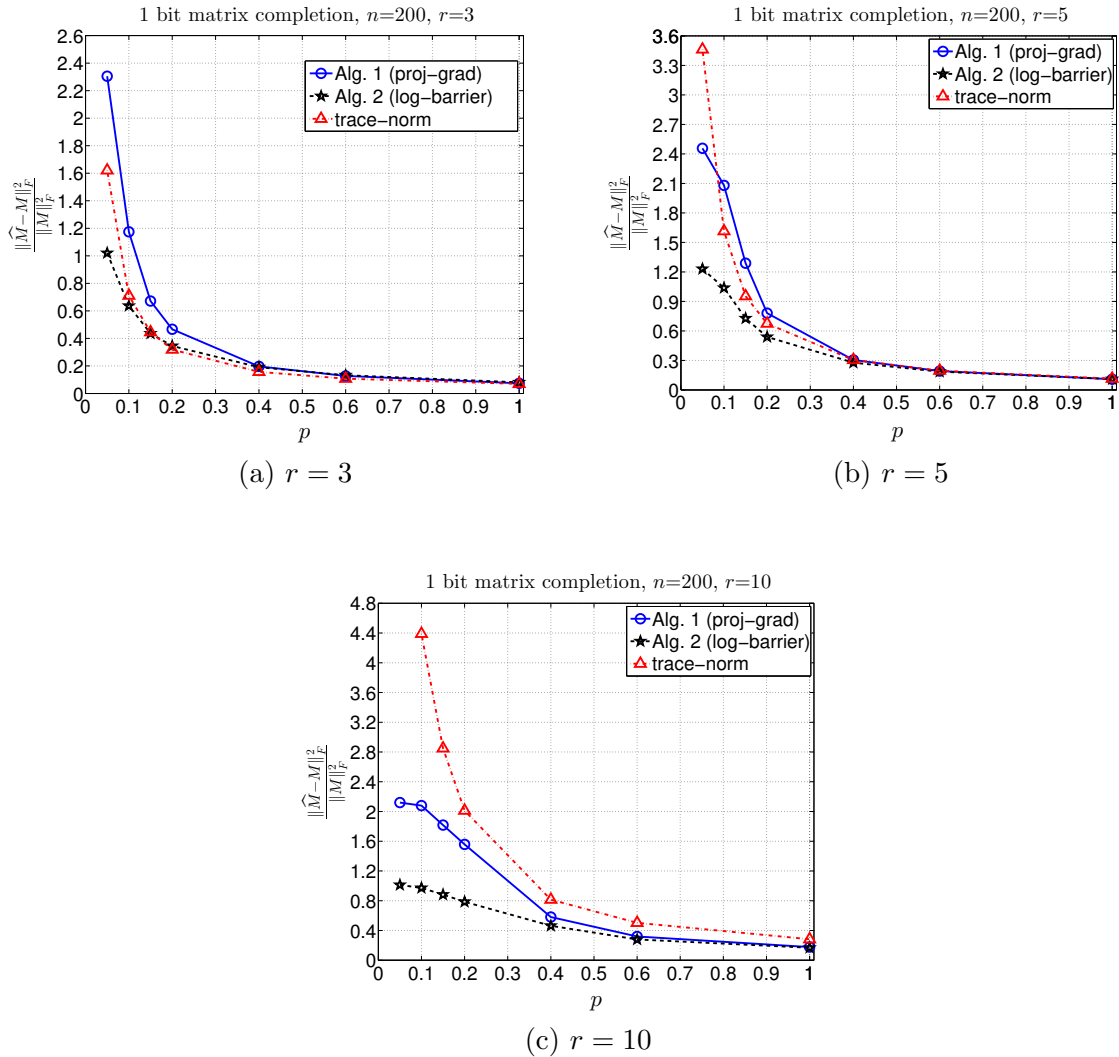 1 bit matrix completion, n=200, r=3
2.6
2.4
2.2
2
1.8
1.6
1.4
1.2
1
0.8
0.6
0.4
0.2
0
Alg. 1 (proj−grad)
Alg. 2 (log−barrier)
trace−norm
‖M̂−M‖²_F
‖M‖²_F
0 0.1 0.2 0.3 0.4 0.5 0.6 0.7 0.8 0.9 1
p
(a) r = 3
1 bit matrix completion, n=200, r=5
3.6
3.3
3
2.7
2.4
2.1
1.8
1.5
1.2
0.9
0.6
0.3
0
Alg. 1 (proj−grad)
Alg. 2 (log−barrier)
trace−norm
‖M̂−M‖²_F
‖M‖²_F
0 0.1 0.2 0.3 0.4 0.5 0.6 0.7 0.8 0.9 1
p
(b) r = 5
1 bit matrix completion, n=200, r=10
4.8
4.4
4
3.6
3.2
2.8
2.4
2
1.6
1.2
0.8
0.4
0
Alg. 1 (proj−grad)
Alg. 2 (log−barrier)
trace−norm
‖M̂−M‖²_F
‖M‖²_F
0 0.1 0.2 0.3 0.4 0.5 0.6 0.7 0.8 0.9 1
p
(c) r = 10